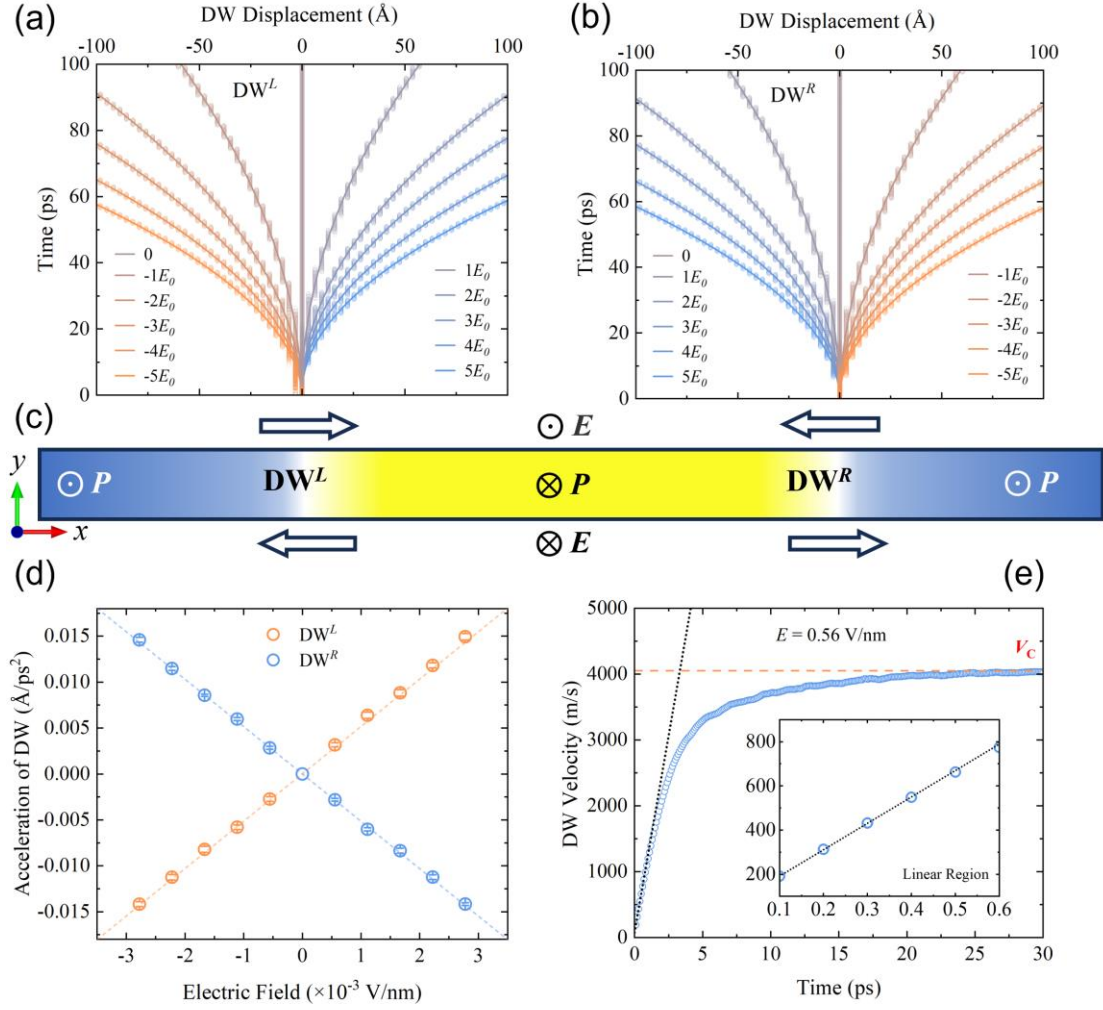 (a)
DW Displacement (Å)
-100 -50 0 50 100
100
80
60
40
20
0
Time (ps)
DWᴸ
0
-1E₀
-2E₀
-3E₀
-4E₀
-5E₀
1E₀
2E₀
3E₀
4E₀
5E₀
(b)
DW Displacement (Å)
-100 -50 0 50 100
100
80
60
40
20
0
Time (ps)
DWᴿ
0
1E₀
2E₀
3E₀
4E₀
5E₀
-1E₀
-2E₀
-3E₀
-4E₀
-5E₀
(c)
⊙ E
⊙ P DWᴸ ⊗ P DWᴿ ⊙ P
y
x
⊗ E
(d)
0.015
0.010
0.005
0.000
-0.005
-0.010
-0.015
Acceleration of DW (Å/ps²)
DWᴸ
DWᴿ
-3 -2 -1 0 1 2 3
Electric Field (×10⁻³ V/nm)
(e)
5000
4000
3000
2000
1000
0
DW Velocity (m/s)
E = 0.56 V/nm
V_C
800
600
400
200
Linear Region
0.1 0.2 0.3 0.4 0.5 0.6
0 5 10 15 20 25 30
Time (ps)